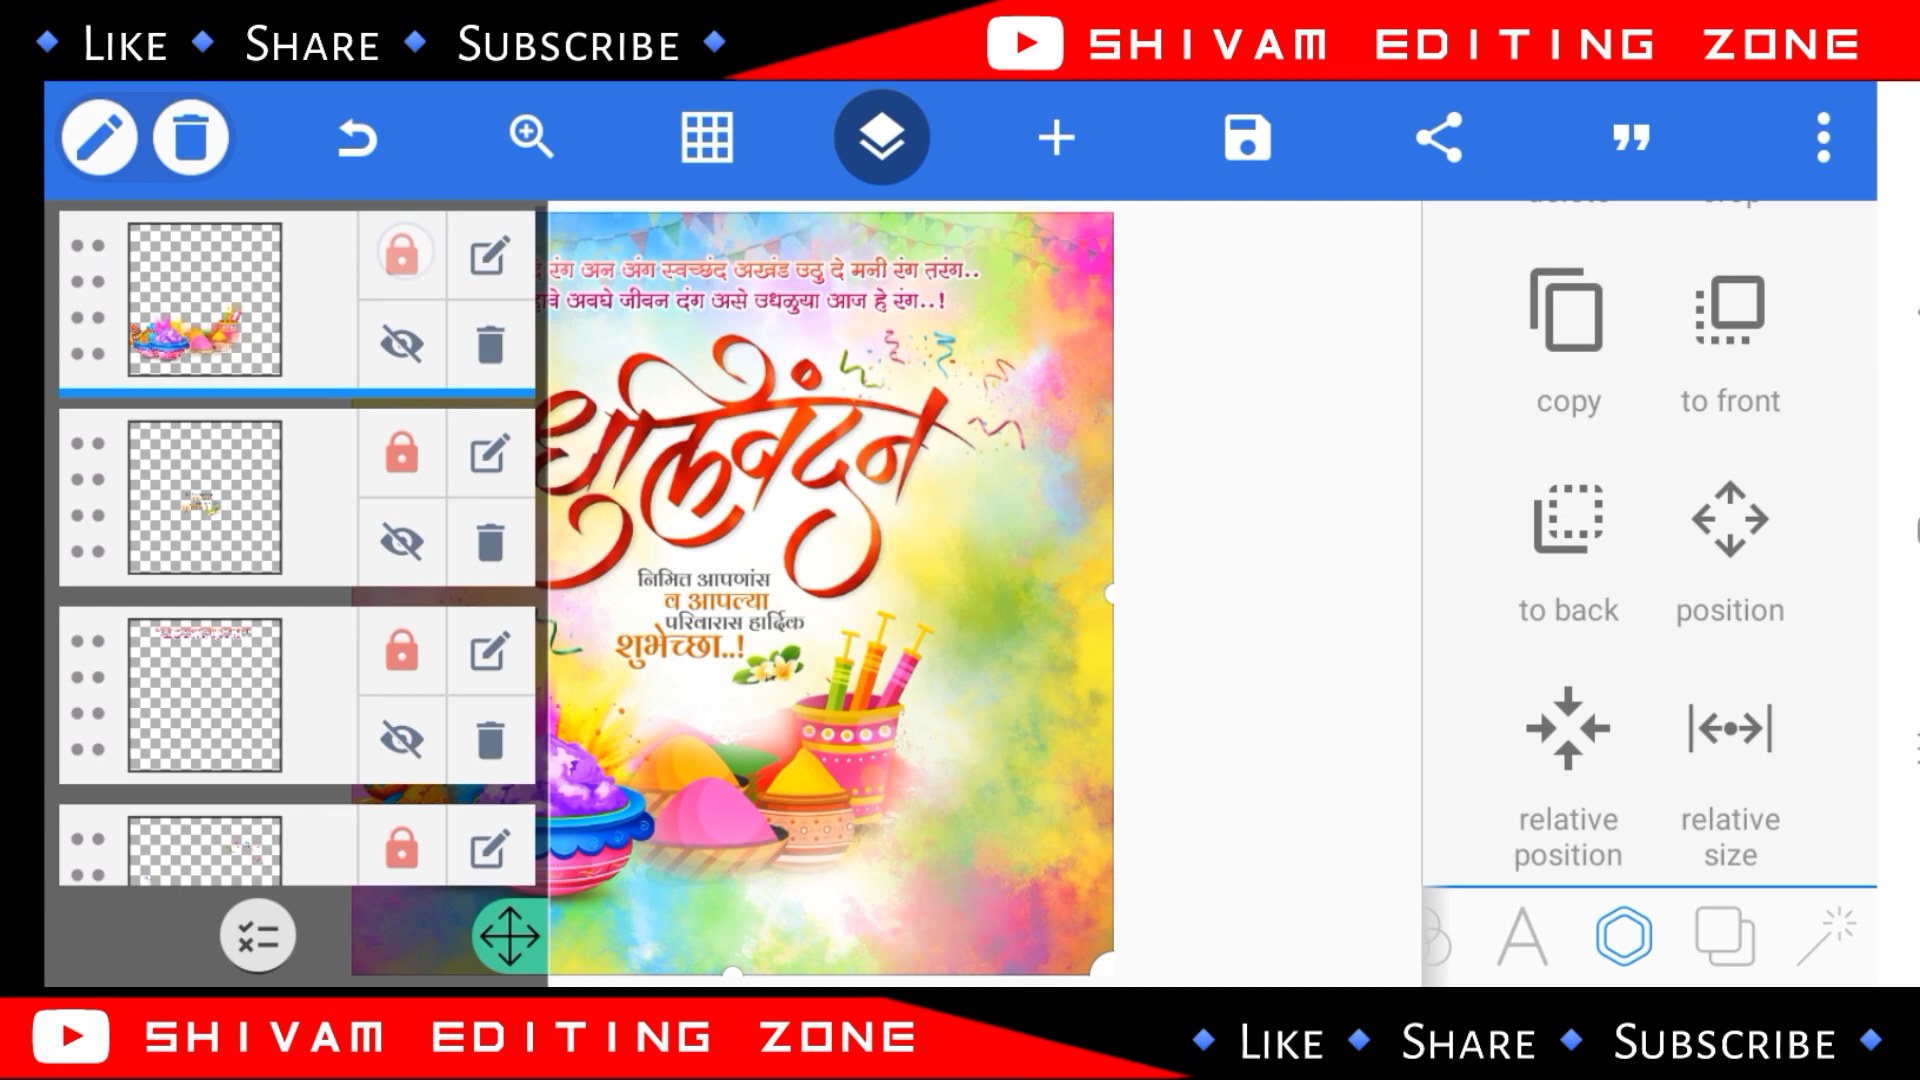 LIKE SHARE SUBSCRIBE
SHIVAM EDITING ZONE
रंग अन अंग स्वच्छंद अखंड उठु दे मनी रंग तरंग..
अवघे जीवन दंग असे उधळुया आज हे रंग..!
धुलिवंदन
निमित्त आपणांस
व आपल्या
परिवारास हार्दिक
शुभेच्छा..!
copy
to front
to back
position
relative position
relative size
SHIVAM EDITING ZONE
LIKE SHARE SUBSCRIBE